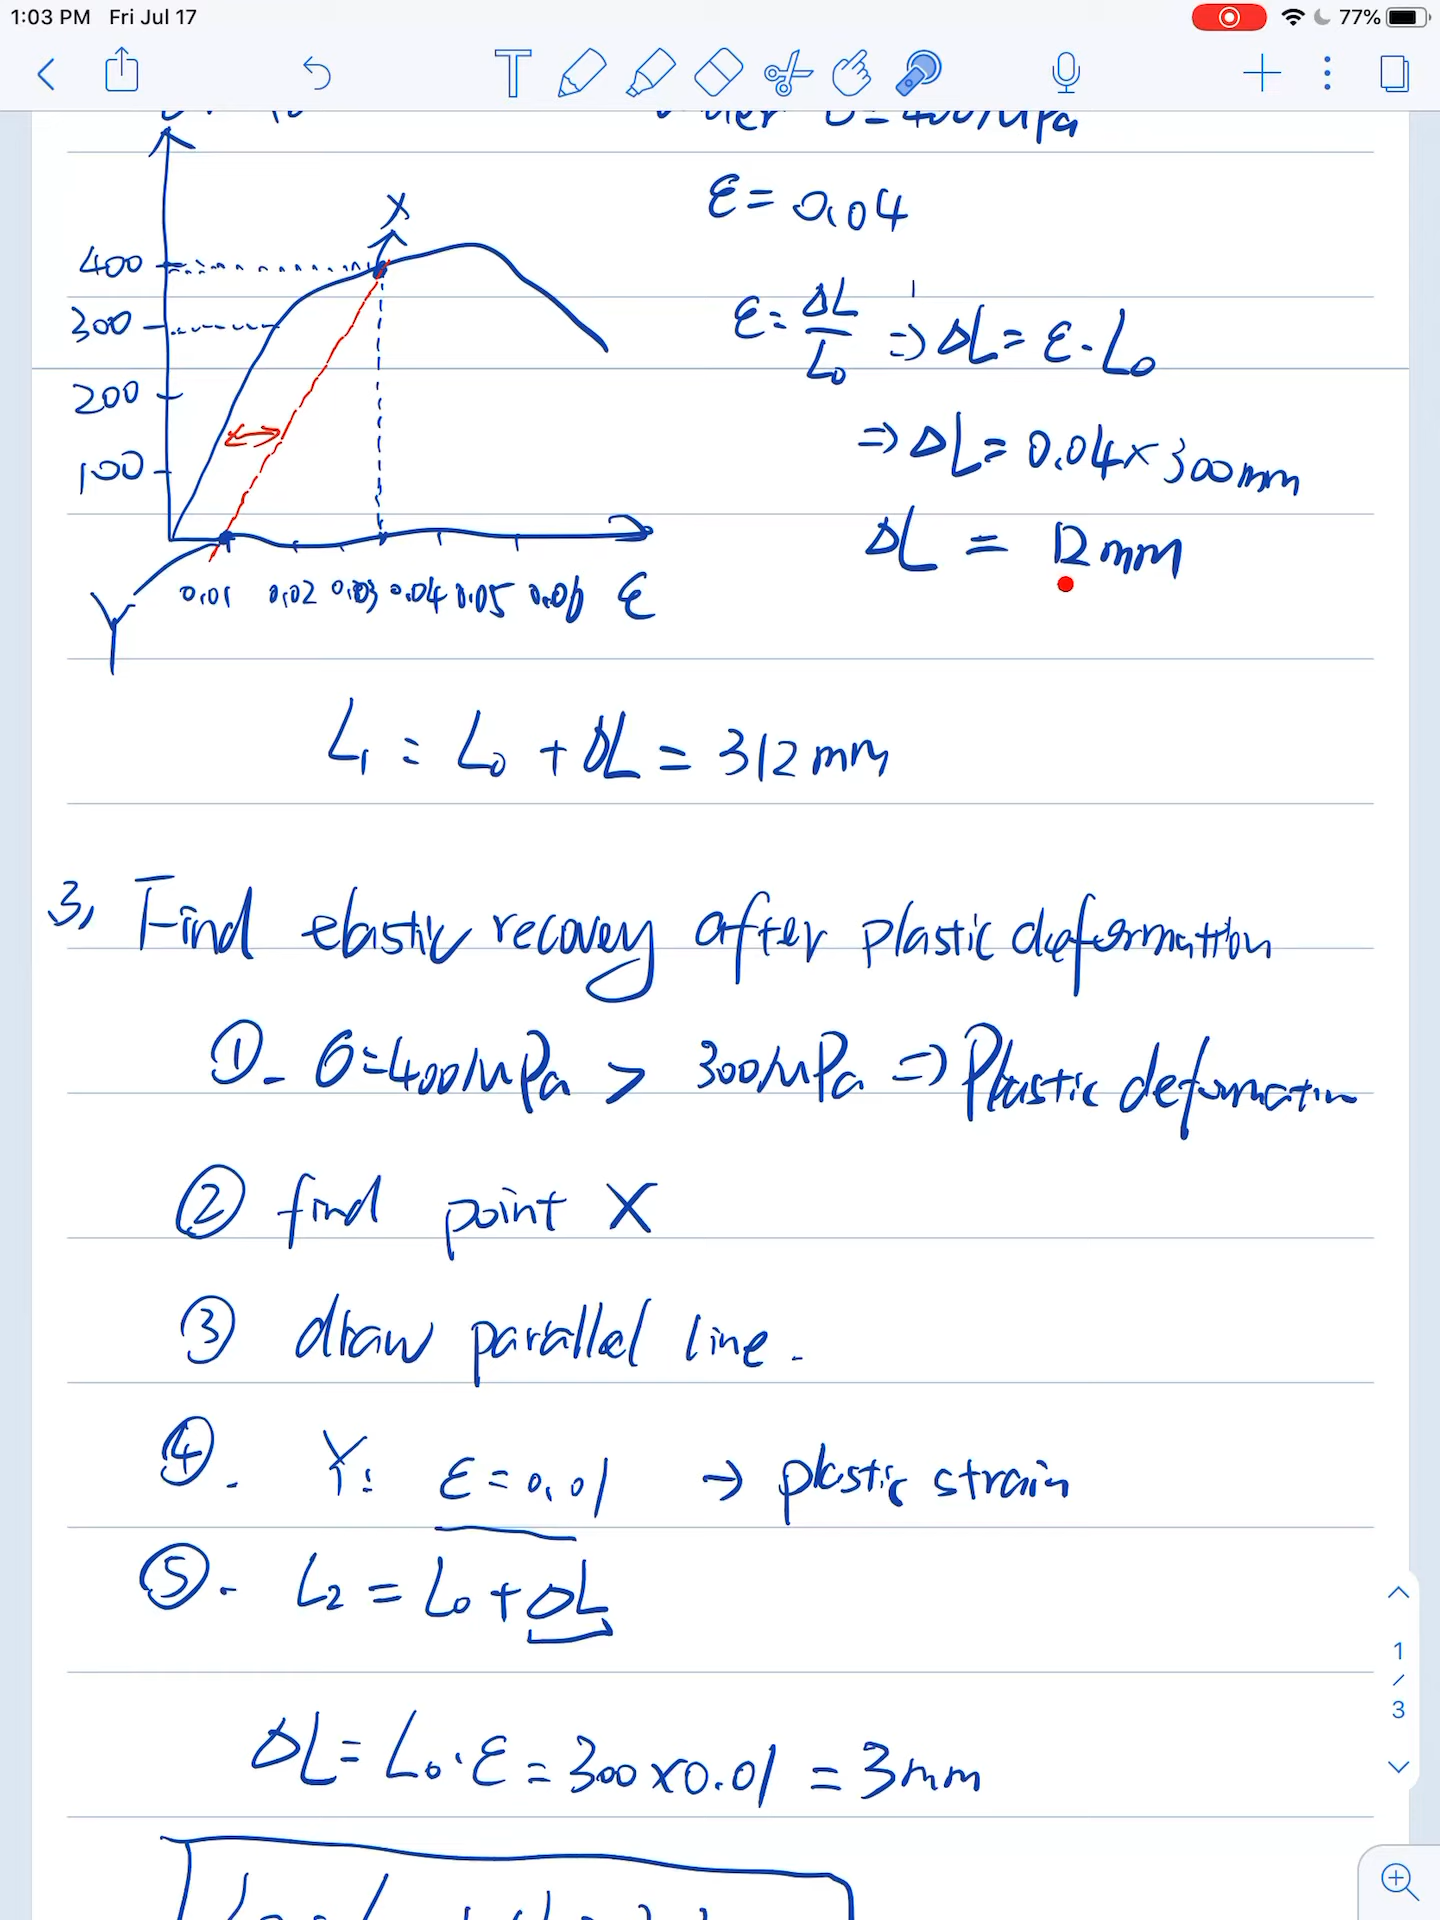 1:03 PM Fri Jul 17
77%
σ=400MPa
ε = 0.04
X
400
300
200
100
ε = ΔL/L₀ ⇒ ΔL = ε · L₀
⇒ ΔL = 0.04 × 300mm
ΔL = 12mm
0.01 0.02 0.03 0.04 0.05 0.06 ε
Y
L₁ = L₀ + ΔL = 312mm
3, Find elastic recovey after plastic deformation
①- σ=400MPa > 300MPa ⇒ Plastic deformation
② find point X
③ draw parallel line.
④. Y: ε = 0.01 → plastic strain
⑤. L₂ = L₀ + ΔL
ΔL = L₀·ε = 300×0.01 = 3mm
1
/
3